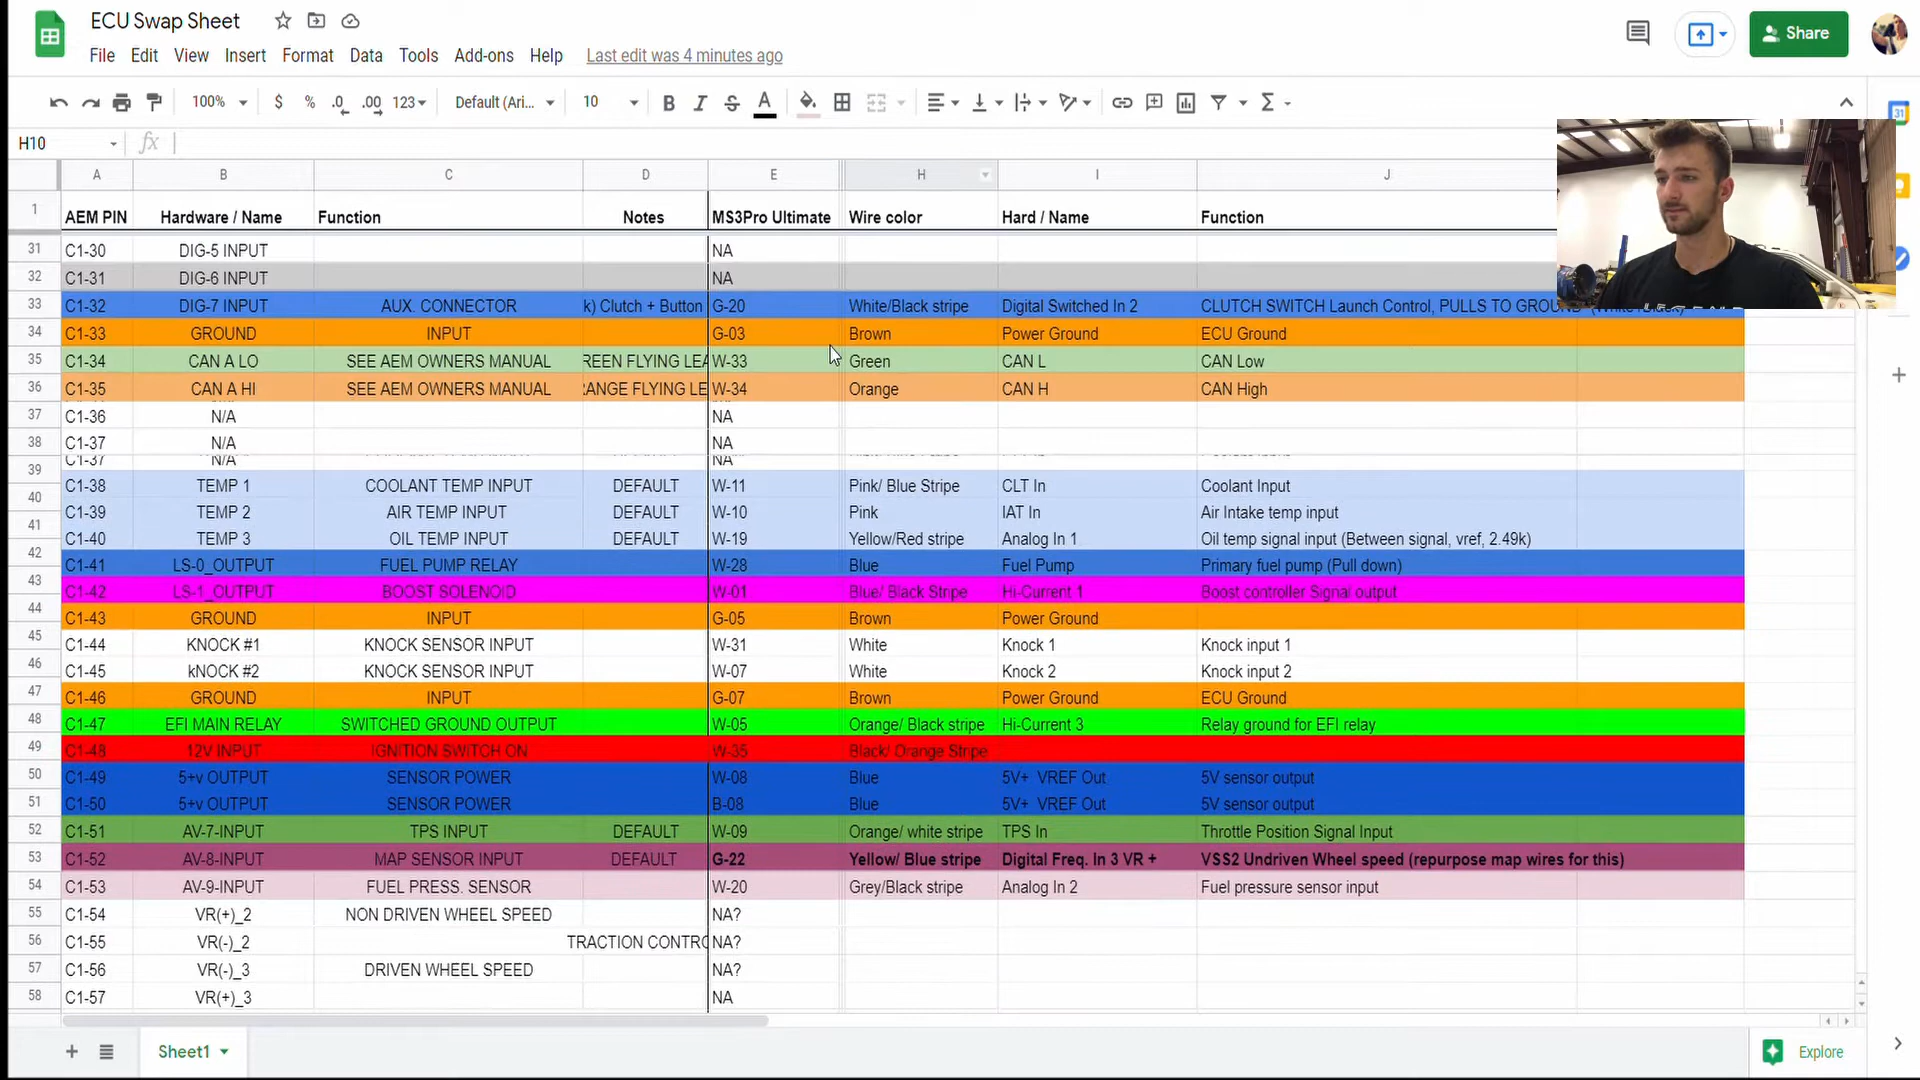 ECU Swap Sheet
File Edit View Insert Format Data Tools Add-ons Help Last edit was 4 minutes ago
Share
100% $ % .0 .00 123 Default (Ari... 10 B I S A
H10 fx
A B C D E H I J
1 AEM PIN Hardware / Name Function Notes MS3Pro Ultimate Wire color Hard / Name Function
31 C1-30 DIG-5 INPUT NA
32 C1-31 DIG-6 INPUT NA
33 C1-32 DIG-7 INPUT AUX. CONNECTOR k) Clutch + Button G-20 White/Black stripe Digital Switched In 2 CLUTCH SWITCH Launch Control, PULLS TO GROUND
34 C1-33 GROUND INPUT G-03 Brown Power Ground ECU Ground
35 C1-34 CAN A LO SEE AEM OWNERS MANUAL REEN FLYING LEA W-33 Green CAN L CAN Low
36 C1-35 CAN A HI SEE AEM OWNERS MANUAL RANGE FLYING LE W-34 Orange CAN H CAN High
37 C1-36 N/A NA
38 C1-37 N/A NA
39 C1-37 N/A NA
40 C1-38 TEMP 1 COOLANT TEMP INPUT DEFAULT W-11 Pink/ Blue Stripe CLT In Coolant Input
41 C1-39 TEMP 2 AIR TEMP INPUT DEFAULT W-10 Pink IAT In Air Intake temp input
C1-40 TEMP 3 OIL TEMP INPUT DEFAULT W-19 Yellow/Red stripe Analog In 1 Oil temp signal input (Between signal, vref, 2.49k)
42 C1-41 LS-0_OUTPUT FUEL PUMP RELAY W-28 Blue Fuel Pump Primary fuel pump (Pull down)
43 C1-42 LS-1_OUTPUT BOOST SOLENOID W-01 Blue/ Black Stripe Hi-Current 1 Boost controller Signal output
44 C1-43 GROUND INPUT G-05 Brown Power Ground
45 C1-44 KNOCK #1 KNOCK SENSOR INPUT W-31 White Knock 1 Knock input 1
46 C1-45 kNOCK #2 KNOCK SENSOR INPUT W-07 White Knock 2 Knock input 2
47 C1-46 GROUND INPUT G-07 Brown Power Ground ECU Ground
48 C1-47 EFI MAIN RELAY SWITCHED GROUND OUTPUT W-05 Orange/ Black stripe Hi-Current 3 Relay ground for EFI relay
49 C1-48 12V INPUT IGNITION SWITCH ON W-35 Black/ Orange Stripe
50 C1-49 5+v OUTPUT SENSOR POWER W-08 Blue 5V+ VREF Out 5V sensor output
51 C1-50 5+v OUTPUT SENSOR POWER B-08 Blue 5V+ VREF Out 5V sensor output
52 C1-51 AV-7-INPUT TPS INPUT DEFAULT W-09 Orange/ white stripe TPS In Throttle Position Signal Input
53 C1-52 AV-8-INPUT MAP SENSOR INPUT DEFAULT G-22 Yellow/ Blue stripe Digital Freq. In 3 VR + VSS2 Undriven Wheel speed (repurpose map wires for this)
54 C1-53 AV-9-INPUT FUEL PRESS. SENSOR W-20 Grey/Black stripe Analog In 2 Fuel pressure sensor input
55 C1-54 VR(+)_2 NON DRIVEN WHEEL SPEED NA?
56 C1-55 VR(-)_2 TRACTION CONTRO NA?
57 C1-56 VR(-)_3 DRIVEN WHEEL SPEED NA?
58 C1-57 VR(+)_3 NA
Sheet1 Explore